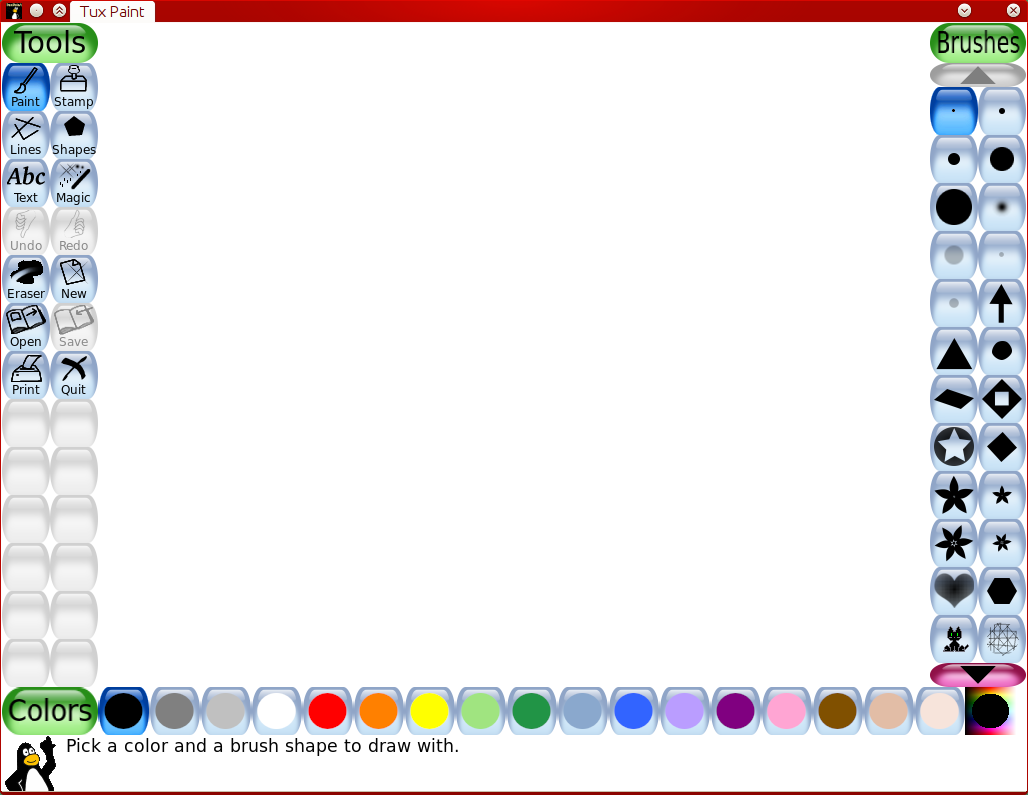 Tux Paint
Tools
Brushes
Paint
Stamp
Lines
Shapes
Abc
Text
Magic
Undo
Redo
Eraser
New
Open
Save
Print
Quit
Colors
Pick a color and a brush shape to draw with.